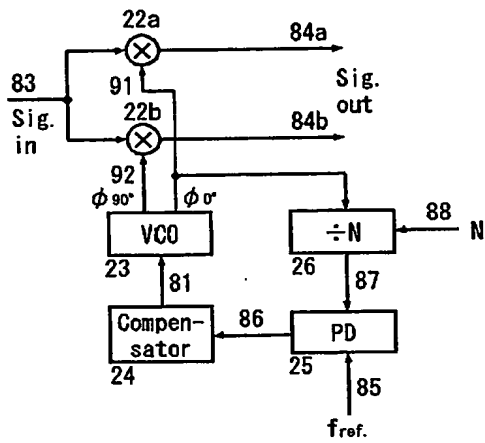 22a
84a
83
91
Sig.
Sig.
in
out
22b
84b
92
ϕ90°
ϕ0°
88
N
VCO
÷N
23
26
81
87
Compen-
sator
86
PD
24
25
85
fref.